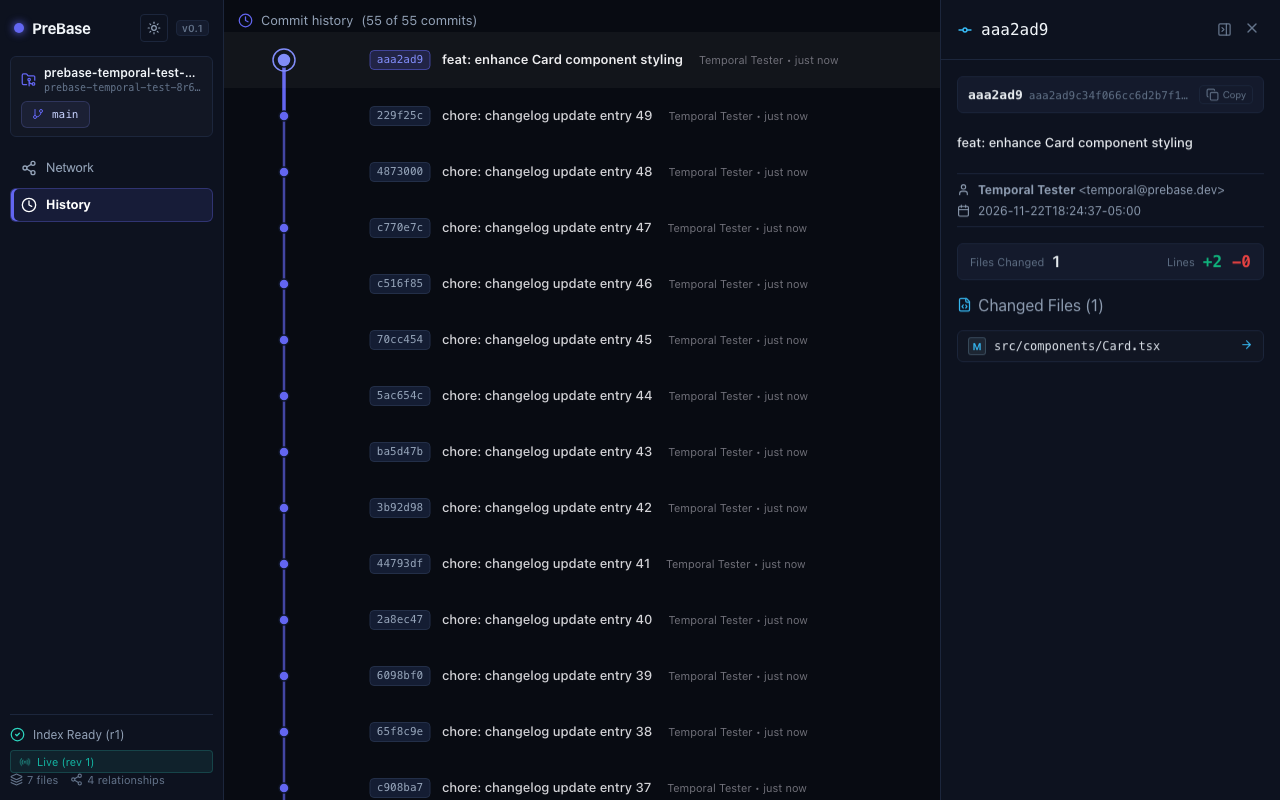 PreBase
v0.1
prebase-temporal-test-...
prebase-temporal-test-8r6...
main
Network
History
Index Ready (r1)
Live (rev 1)
7 files
4 relationships
Commit history (55 of 55 commits)
aaa2ad9 feat: enhance Card component styling Temporal Tester • just now
229f25c chore: changelog update entry 49 Temporal Tester • just now
4873000 chore: changelog update entry 48 Temporal Tester • just now
c770e7c chore: changelog update entry 47 Temporal Tester • just now
c516f85 chore: changelog update entry 46 Temporal Tester • just now
70cc454 chore: changelog update entry 45 Temporal Tester • just now
5ac654c chore: changelog update entry 44 Temporal Tester • just now
ba5d47b chore: changelog update entry 43 Temporal Tester • just now
3b92d98 chore: changelog update entry 42 Temporal Tester • just now
44793df chore: changelog update entry 41 Temporal Tester • just now
2a8ec47 chore: changelog update entry 40 Temporal Tester • just now
6098bf0 chore: changelog update entry 39 Temporal Tester • just now
65f8c9e chore: changelog update entry 38 Temporal Tester • just now
c908ba7 chore: changelog update entry 37 Temporal Tester • just now
aaa2ad9
aaa2ad9 aaa2ad9c34f066cc6d2b7f1... Copy
feat: enhance Card component styling
Temporal Tester <temporal@prebase.dev>
2026-11-22T18:24:37-05:00
Files Changed 1 Lines +2 −0
Changed Files (1)
M src/components/Card.tsx